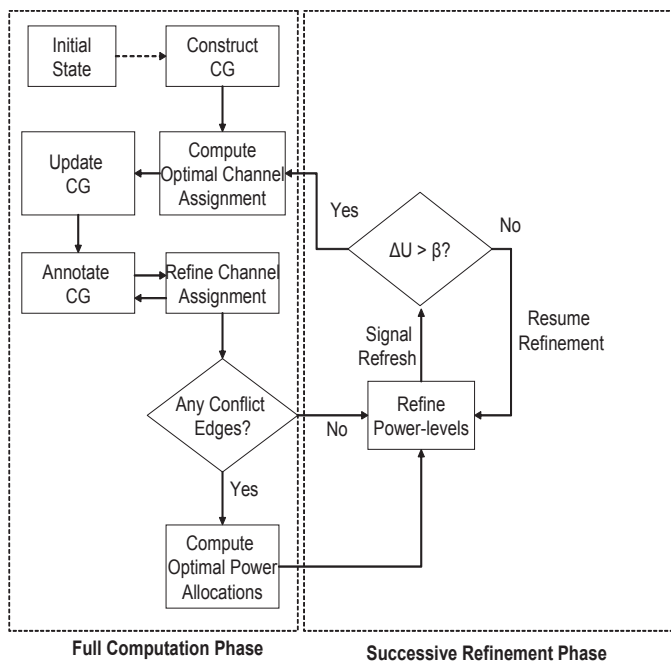 Initial
State
Construct
CG
Update
CG
Compute
Optimal Channel
Assignment
Annotate
CG
Refine Channel
Assignment
Any Conflict
Edges?
No
Yes
Compute
Optimal Power
Allocations
Yes
ΔU > β?
No
Signal
Refresh
Resume
Refinement
Refine
Power-levels
Full Computation Phase
Successive Refinement Phase